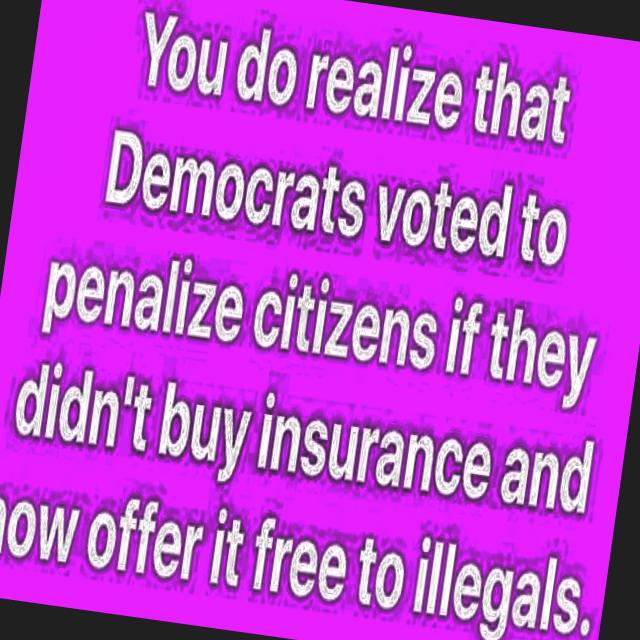 You do realize that
Democrats voted to
penalize citizens if they
didn't buy insurance and
now offer it free to illegals.